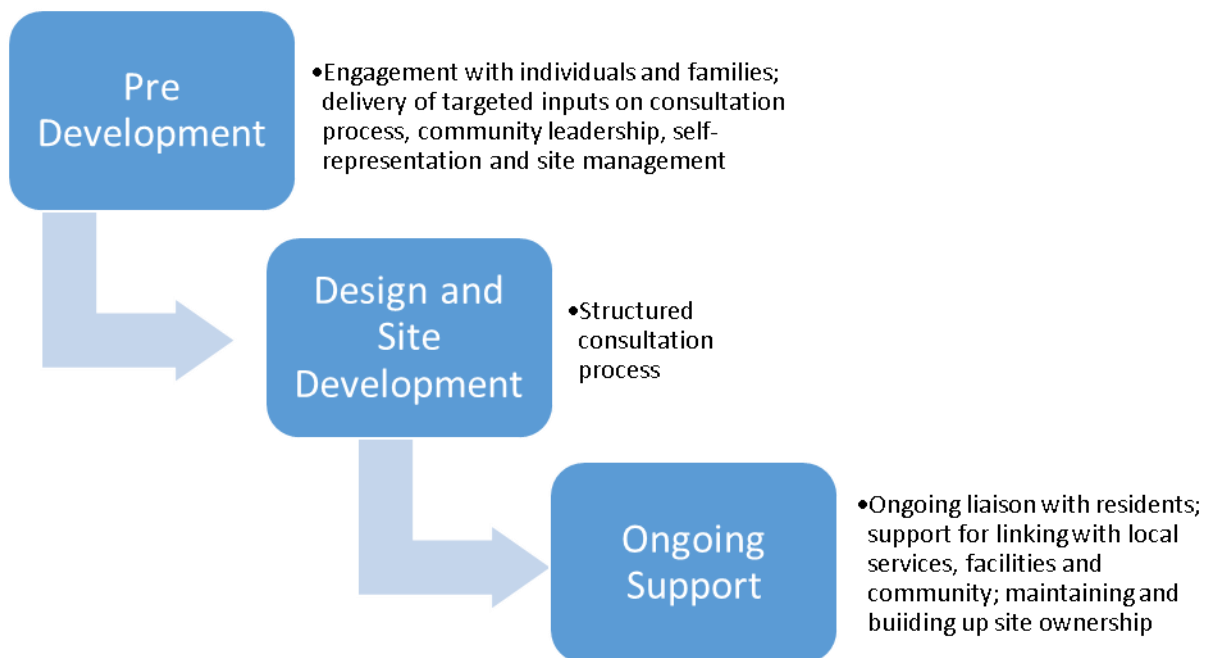 Pre
Development
•Engagement with individuals and families;
delivery of targeted inputs on consultation
process, community leadership, self-
representation and site management
Design and
Site
Development
•Structured
consultation
process
Ongoing
Support
•Ongoing liaison with residents;
support for linking with local
services, facilities and
community; maintaining and
buiiding up site ownership